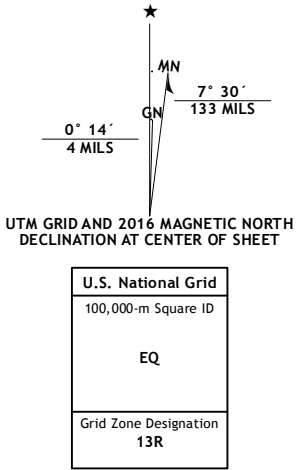 MN
7° 30´
133 MILS
GN
0° 14´
4 MILS
UTM GRID AND 2016 MAGNETIC NORTH
DECLINATION AT CENTER OF SHEET
U.S. National Grid
100,000-m Square ID
EQ
Grid Zone Designation
13R